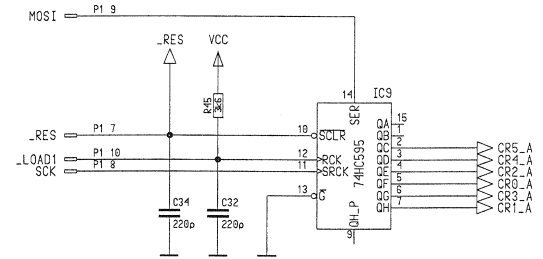 MOSI P1 9
_RES VCC
R45 3k6
IC9
14 SER
_RES P1 7 10 SCLR
_LOAD1 P1 10 12 RCK
SCK P1 8 11 SRCK
13 G
74HC595
QH_P 9
QA 15
QB 1
QC 2 CR5_A
QD 3 CR4_A
QE 4 CR2_A
QF 5 CR0_A
QG 6 CR3_A
QH 7 CR1_A
C34 220p
C32 220p